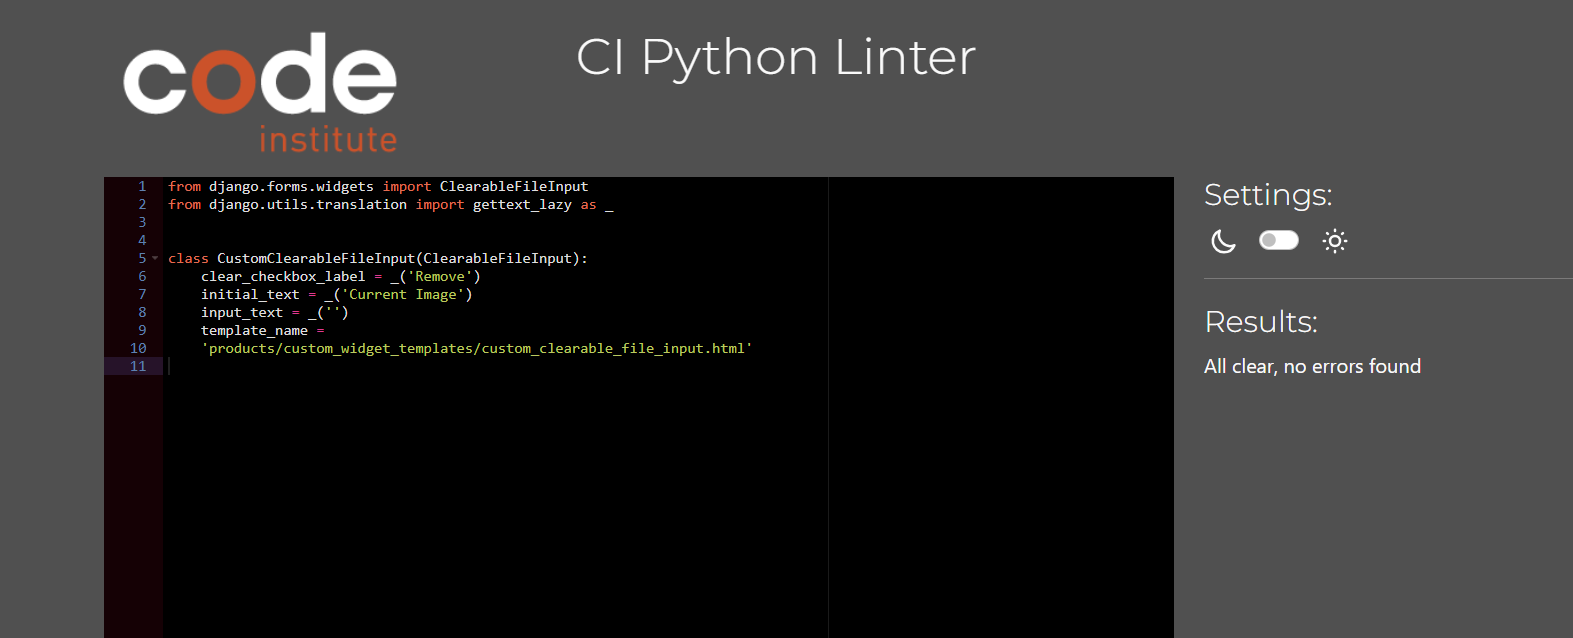 code
institute
CI Python Linter
1 from django.forms.widgets import ClearableFileInput
2 from django.utils.translation import gettext_lazy as _
3
4
5 class CustomClearableFileInput(ClearableFileInput):
6     clear_checkbox_label = _('Remove')
7     initial_text = _('Current Image')
8     input_text = _('')
9     template_name =
10     'products/custom_widget_templates/custom_clearable_file_input.html'
11
Settings:
Results:
All clear, no errors found